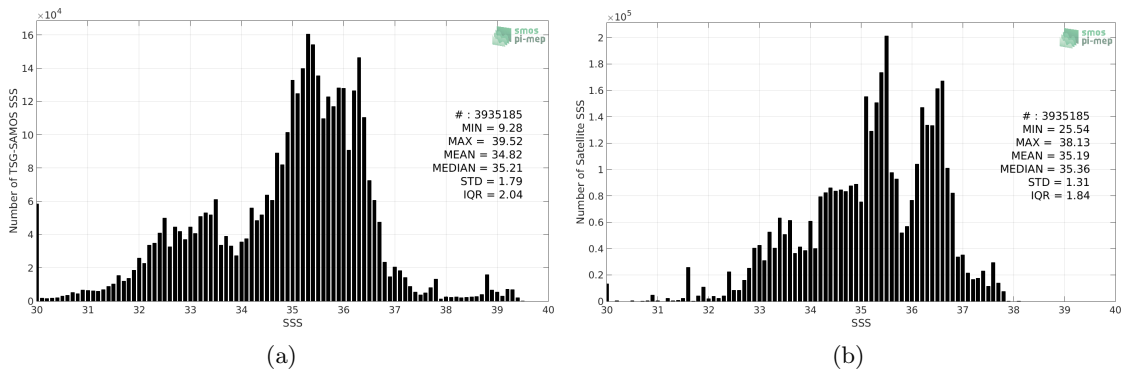 ×10⁴
smos
pi-mep
16
14
12
10
8
6
4
2
0
Number of TSG-SAMOS SSS
# : 3935185
MIN = 9.28
MAX = 39.52
MEAN = 34.82
MEDIAN = 35.21
STD = 1.79
IQR = 2.04
30 31 32 33 34 35 36 37 38 39 40
SSS
(a)
×10⁵
smos
pi-mep
2
1.8
1.6
1.4
1.2
1
0.8
0.6
0.4
0.2
0
Number of Satellite SSS
# : 3935185
MIN = 25.54
MAX = 38.13
MEAN = 35.19
MEDIAN = 35.36
STD = 1.31
IQR = 1.84
30 31 32 33 34 35 36 37 38 39 40
SSS
(b)